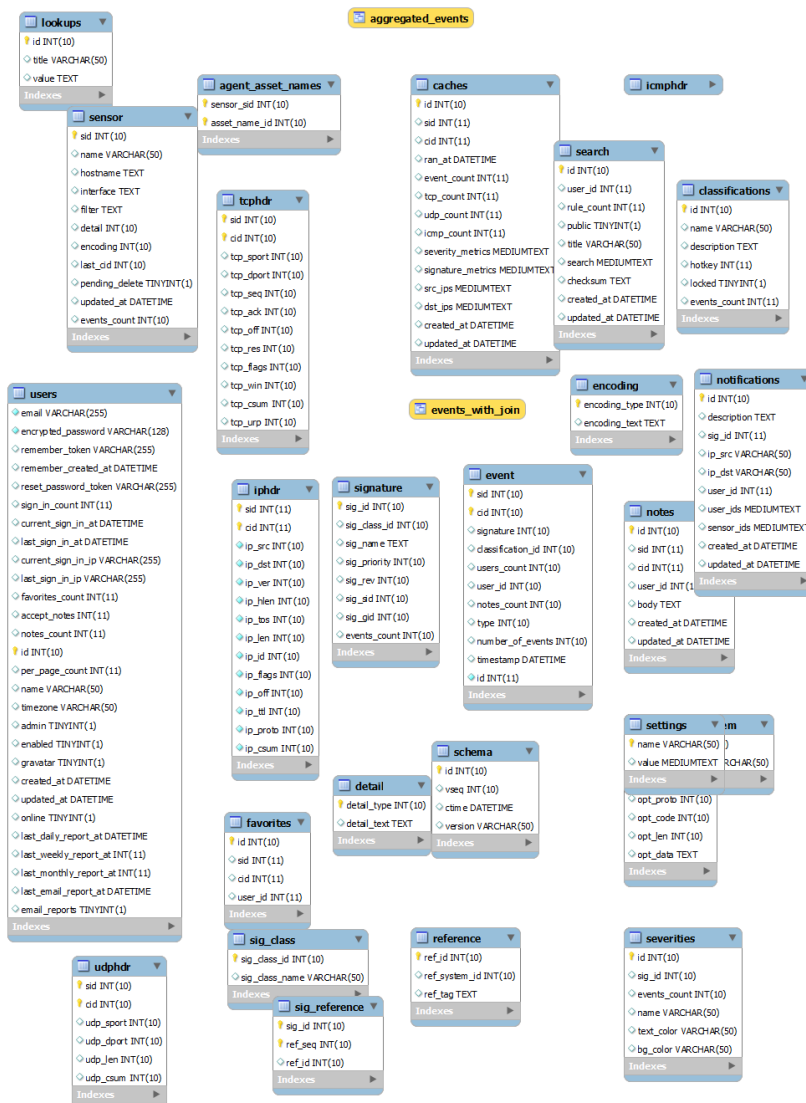 lookups
id INT(10)
title VARCHAR(50)
value TEXT
Indexes
aggregated_events
sensor
sid INT(10)
name VARCHAR(50)
hostname TEXT
interface TEXT
filter TEXT
detail INT(10)
encoding INT(10)
last_cid INT(10)
pending_delete TINYINT(1)
updated_at DATETIME
events_count INT(10)
Indexes
agent_asset_names
sensor_sid INT(10)
asset_name_id INT(10)
Indexes
caches
id INT(10)
sid INT(11)
cid INT(11)
ran_at DATETIME
event_count INT(11)
tcp_count INT(11)
udp_count INT(11)
icmp_count INT(11)
severity_metrics MEDIUMTEXT
signature_metrics MEDIUMTEXT
src_ips MEDIUMTEXT
dst_ips MEDIUMTEXT
created_at DATETIME
updated_at DATETIME
Indexes
icmphdr
search
id INT(10)
user_id INT(11)
rule_count INT(11)
public TINYINT(1)
title VARCHAR(50)
search MEDIUMTEXT
checksum TEXT
created_at DATETIME
updated_at DATETIME
Indexes
classifications
id INT(10)
name VARCHAR(50)
description TEXT
hotkey INT(11)
locked TINYINT(1)
events_count INT(11)
Indexes
tcphdr
sid INT(10)
cid INT(10)
tcp_sport INT(10)
tcp_dport INT(10)
tcp_seq INT(10)
tcp_ack INT(10)
tcp_off INT(10)
tcp_res INT(10)
tcp_flags INT(10)
tcp_win INT(10)
tcp_csum INT(10)
tcp_urp INT(10)
Indexes
users
email VARCHAR(255)
encrypted_password VARCHAR(128)
remember_token VARCHAR(255)
remember_created_at DATETIME
reset_password_token VARCHAR(255)
sign_in_count INT(11)
current_sign_in_at DATETIME
last_sign_in_at DATETIME
current_sign_in_ip VARCHAR(255)
last_sign_in_ip VARCHAR(255)
favorites_count INT(11)
accept_notes INT(11)
notes_count INT(11)
id INT(10)
per_page_count INT(11)
name VARCHAR(50)
timezone VARCHAR(50)
admin TINYINT(1)
enabled TINYINT(1)
gravatar TINYINT(1)
created_at DATETIME
updated_at DATETIME
online TINYINT(1)
last_daily_report_at DATETIME
last_weekly_report_at INT(11)
last_monthly_report_at INT(11)
last_email_report_at DATETIME
email_reports TINYINT(1)
Indexes
events_with_join
encoding
encoding_type INT(10)
encoding_text TEXT
Indexes
notifications
id INT(10)
description TEXT
sig_id INT(11)
ip_src VARCHAR(50)
ip_dst VARCHAR(50)
user_id INT(11)
user_ids MEDIUMTEXT
sensor_ids MEDIUMTEXT
created_at DATETIME
updated_at DATETIME
Indexes
iphdr
sid INT(11)
cid INT(11)
ip_src INT(10)
ip_dst INT(10)
ip_ver INT(10)
ip_hlen INT(10)
ip_tos INT(10)
ip_len INT(10)
ip_id INT(10)
ip_flags INT(10)
ip_off INT(10)
ip_ttl INT(10)
ip_proto INT(10)
ip_csum INT(10)
Indexes
signature
sig_id INT(10)
sig_class_id INT(10)
sig_name TEXT
sig_priority INT(10)
sig_rev INT(10)
sig_sid INT(10)
sig_gid INT(10)
events_count INT(10)
Indexes
event
sid INT(10)
cid INT(10)
signature INT(10)
classification_id INT(10)
users_count INT(10)
user_id INT(10)
notes_count INT(10)
type INT(10)
number_of_events INT(10)
timestamp DATETIME
id INT(11)
Indexes
notes
id INT(10)
sid INT(11)
cid INT(11)
user_id INT(1
body TEXT
created_at DATETIME
updated_at DATETIME
Indexes
settings
name VARCHAR(50)
value MEDIUMTEXT
Indexes
em
)
RCHAR(50)
opt_proto INT(10)
opt_code INT(10)
opt_len INT(10)
opt_data TEXT
Indexes
schema
id INT(10)
vseq INT(10)
ctime DATETIME
version VARCHAR(50)
Indexes
detail
detail_type INT(10)
detail_text TEXT
Indexes
favorites
id INT(10)
sid INT(11)
cid INT(11)
user_id INT(11)
Indexes
sig_class
sig_class_id INT(10)
sig_class_name VARCHAR(50)
Indexes
sig_reference
sig_id INT(10)
ref_seq INT(10)
ref_id INT(10)
Indexes
reference
ref_id INT(10)
ref_system_id INT(10)
ref_tag TEXT
Indexes
severities
id INT(10)
sig_id INT(10)
events_count INT(10)
name VARCHAR(50)
text_color VARCHAR(50)
bg_color VARCHAR(50)
Indexes
udphdr
sid INT(10)
cid INT(10)
udp_sport INT(10)
udp_dport INT(10)
udp_len INT(10)
udp_csum INT(10)
Indexes